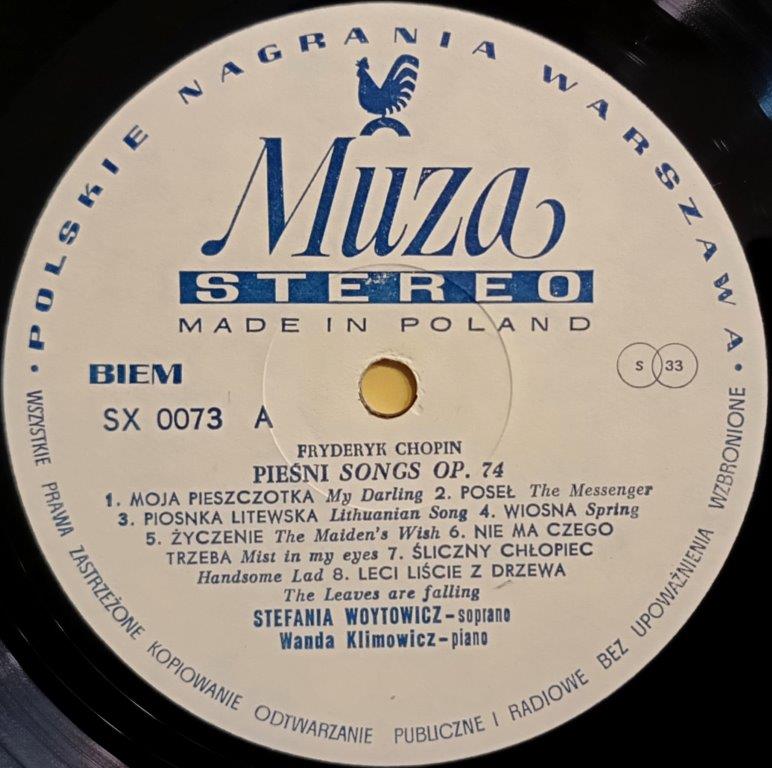 • POLSKIE NAGRANIA WARSZAWA •
Muza
STEREO
MADE IN POLAND
BIEM
S 33
SX 0073 A
FRYDERYK CHOPIN
PIEŚNI SONGS OP. 74
1. MOJA PIESZCZOTKA My Darling 2. POSEŁ The Messenger
3. PIOSNKA LITEWSKA Lithuanian Song 4. WIOSNA Spring
5. ŻYCZENIE The Maiden's Wish 6. NIE MA CZEGO
TRZEBA Mist in my eyes 7. ŚLICZNY CHŁOPIEC
Handsome Lad 8. LECI LIŚCIE Z DRZEWA
The Leaves are falling
STEFANIA WOYTOWICZ – soprano
Wanda Klimowicz – piano
WSZYSTKIE PRAWA ZASTRZEŻONE KOPIOWANIE ODTWARZANIE PUBLICZNE I RADIOWE BEZ UPOWAŻNIENIA WZBRONIONE